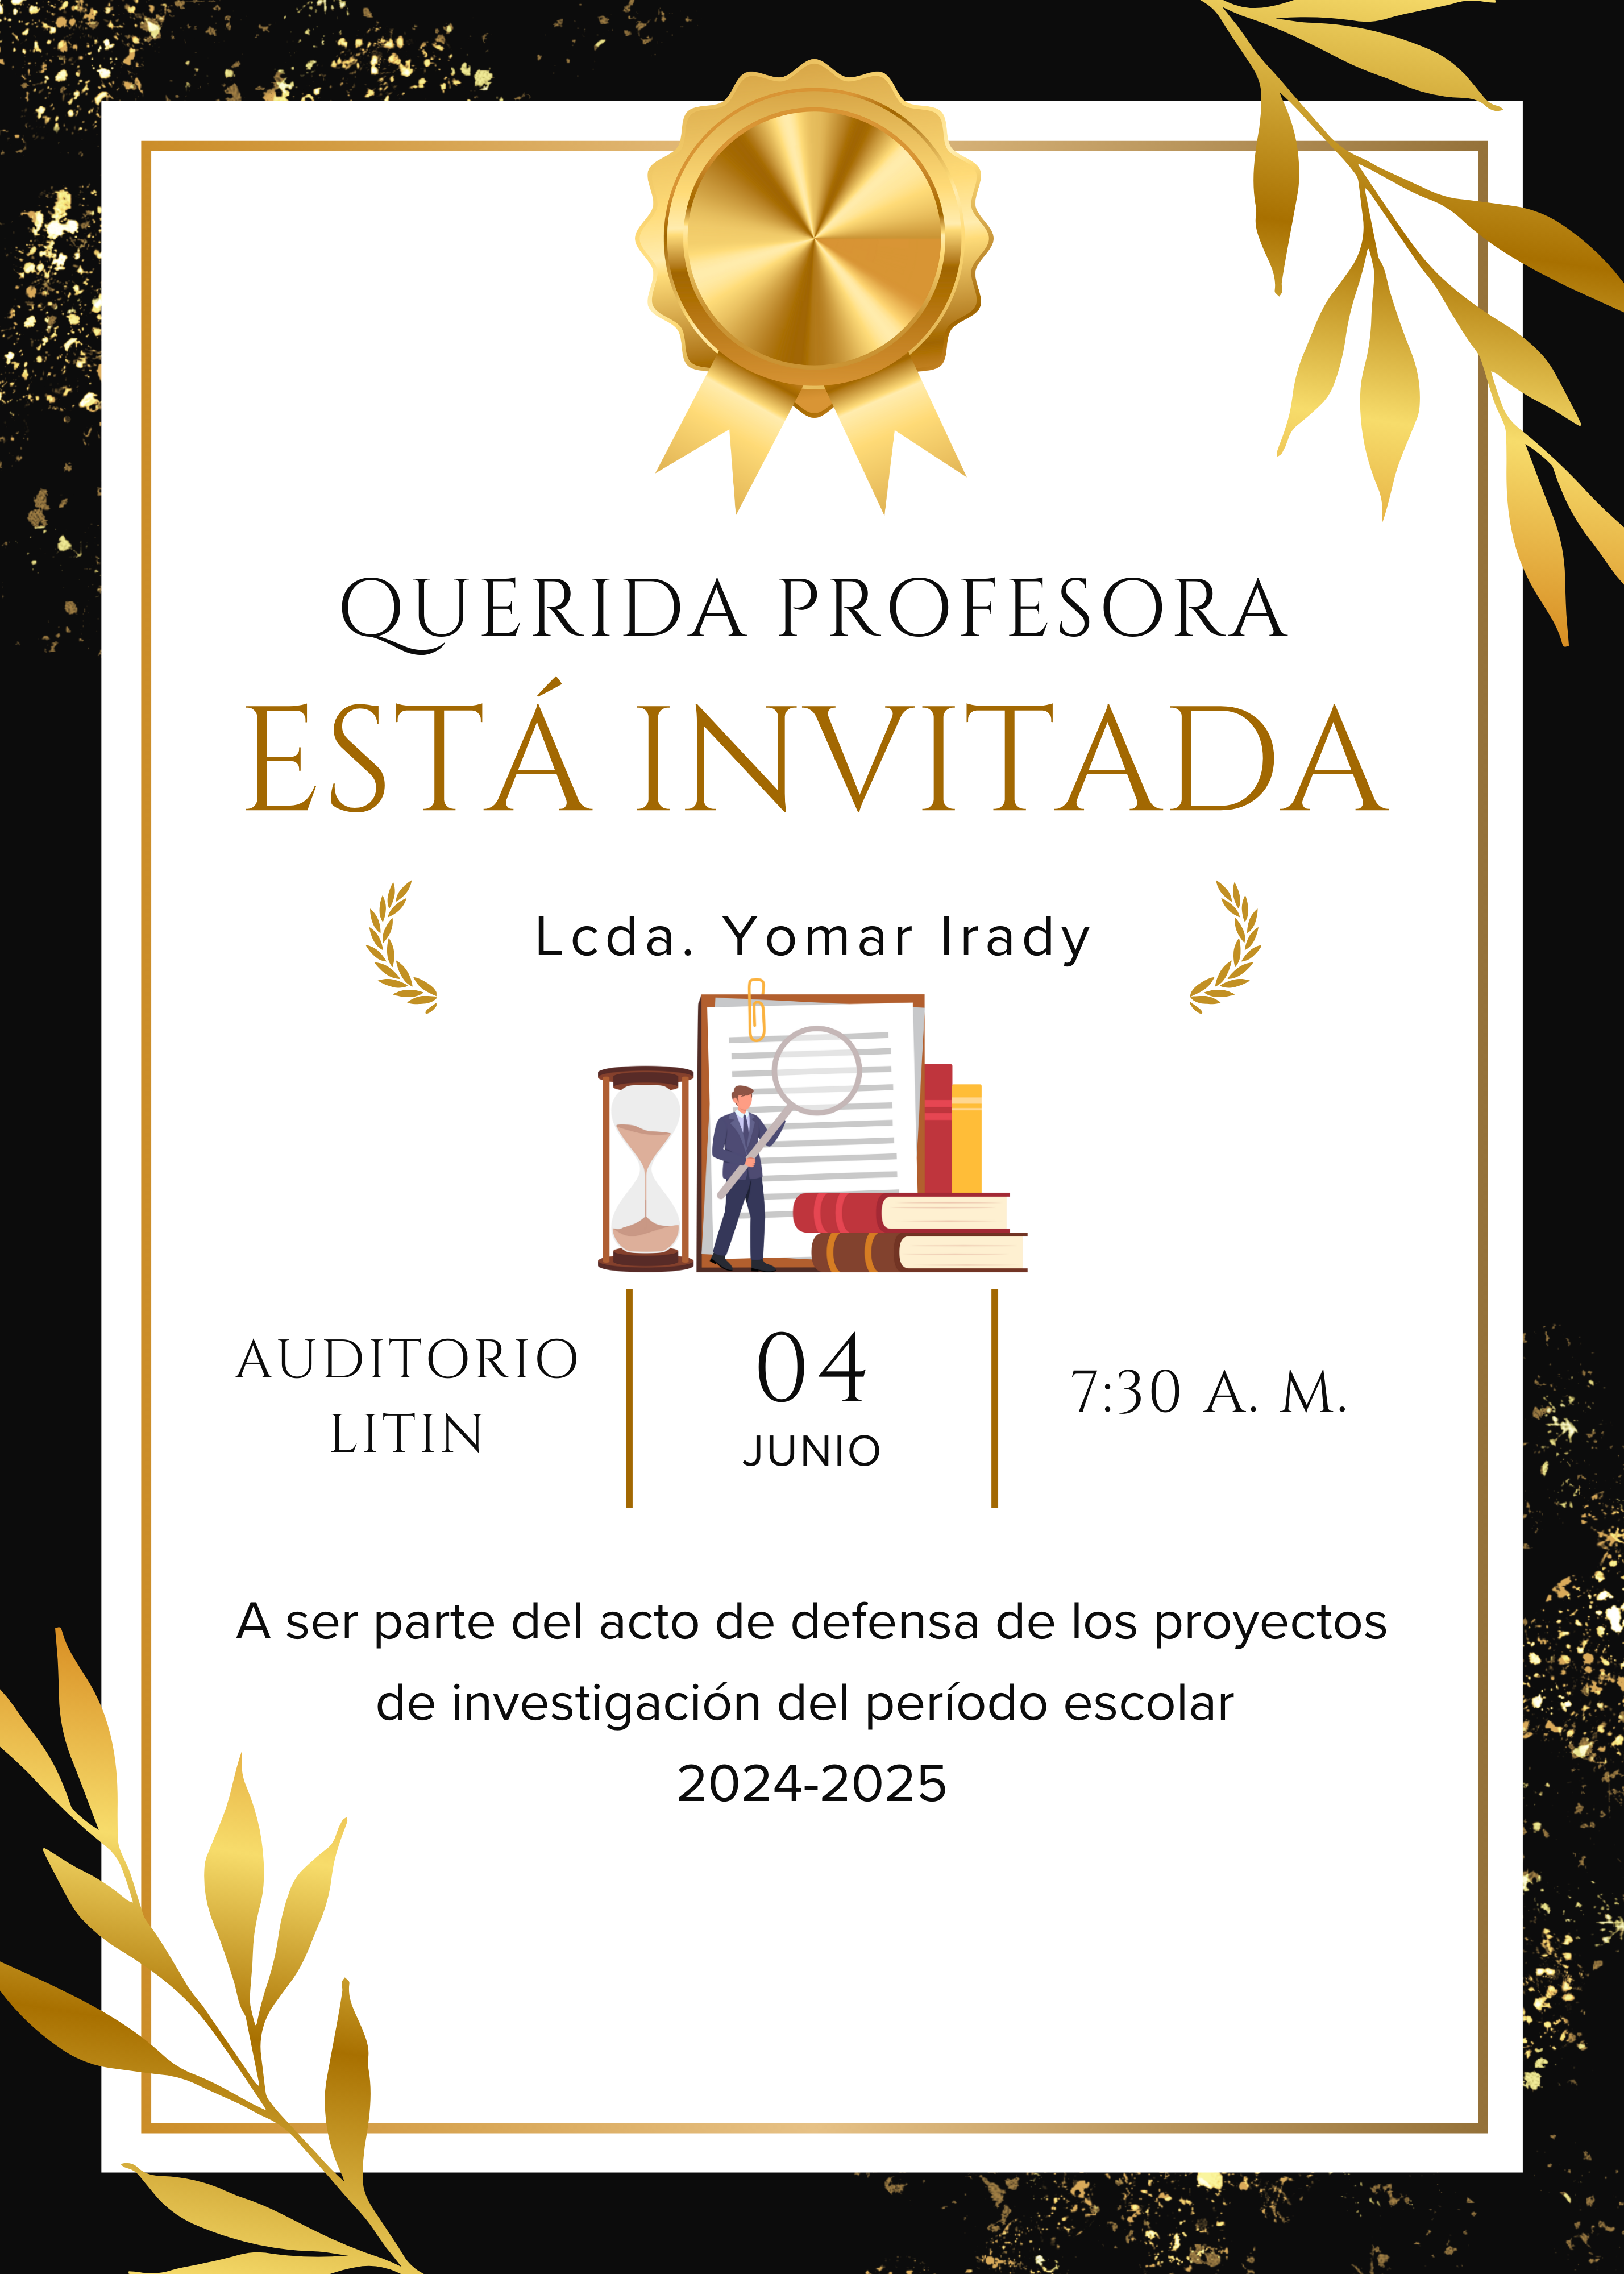 QUERIDA PROFESORA
ESTÁ INVITADA
Lcda. Yomar Irady
AUDITORIO
LITIN
04
JUNIO
7:30 A. M.
A ser parte del acto de defensa de los proyectos
de investigación del período escolar
2024-2025